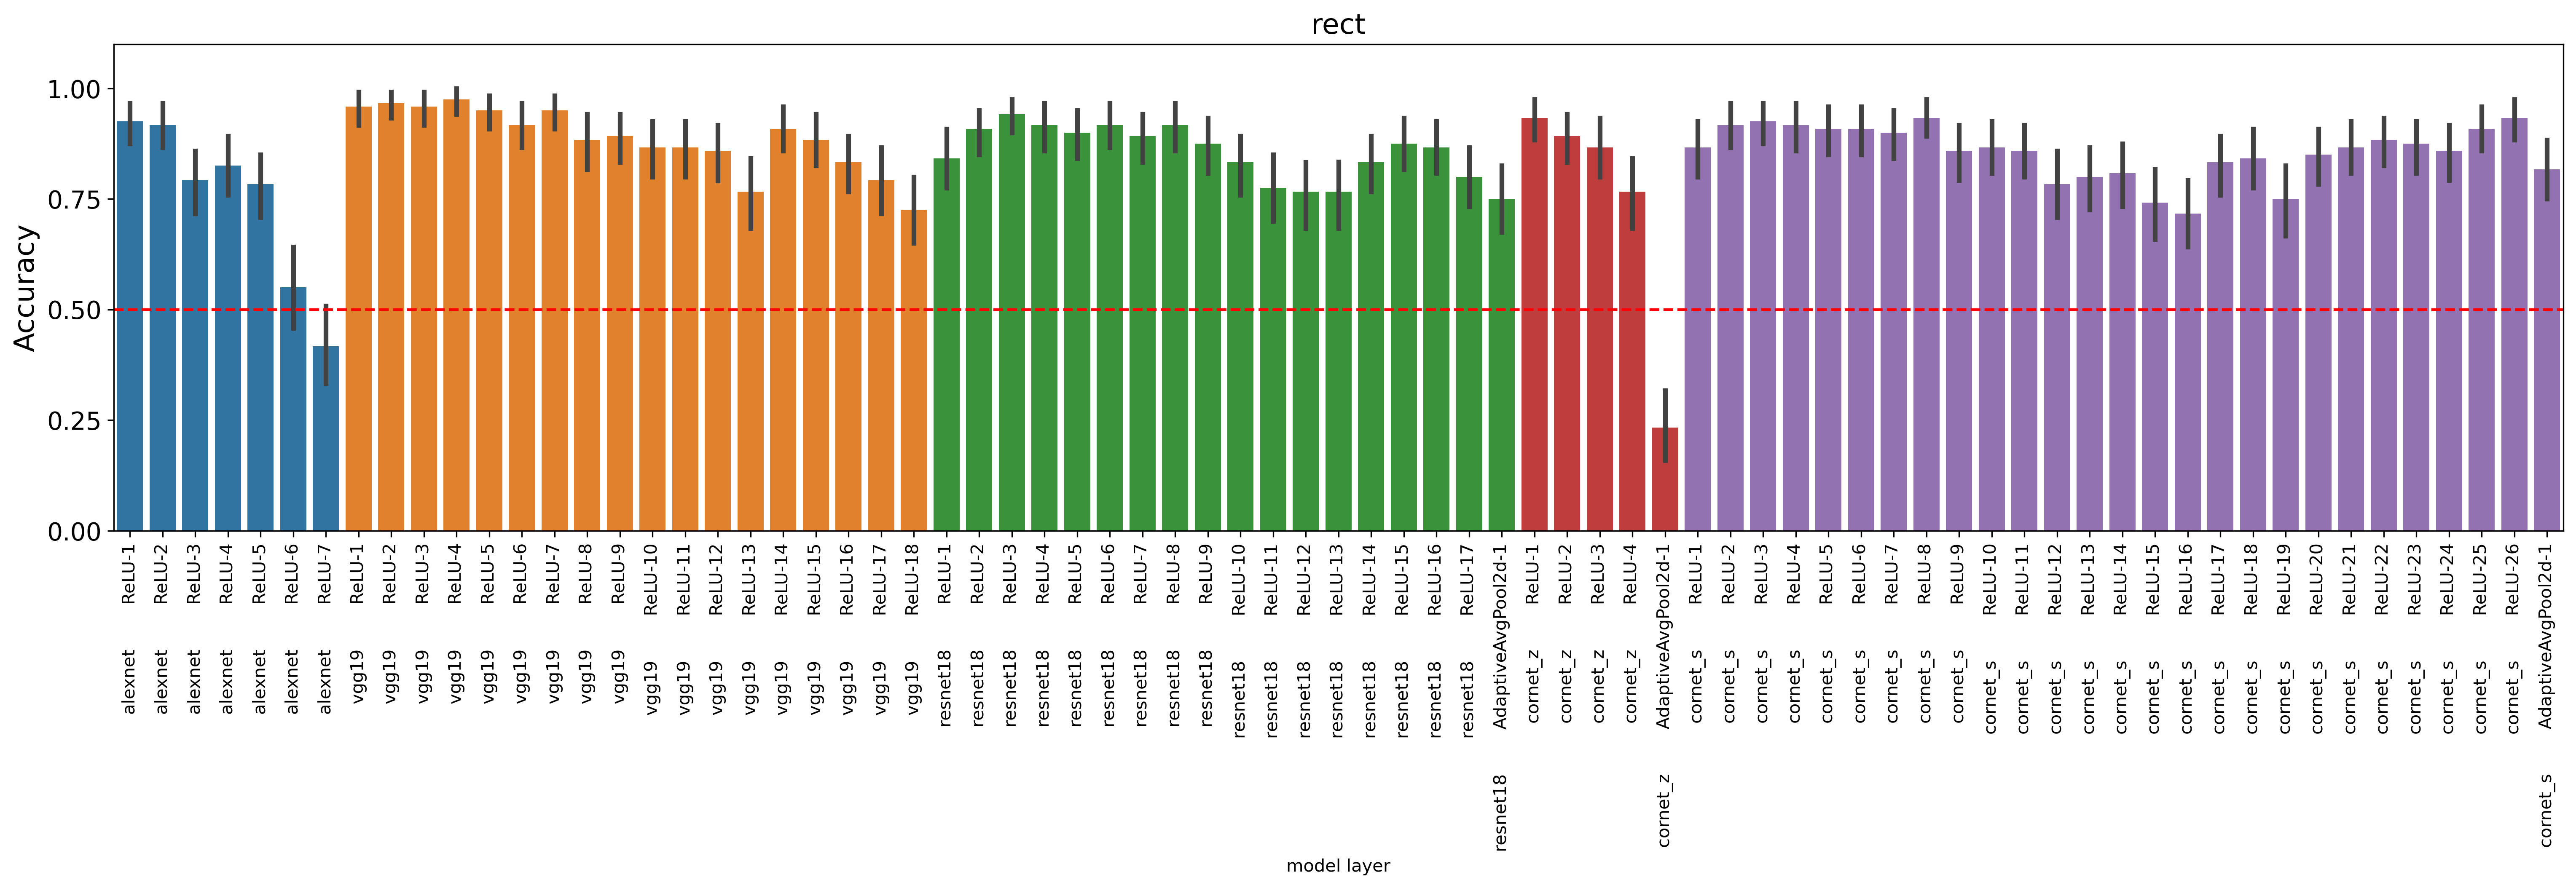 rect
Accuracy
1.00
0.75
0.50
0.25
0.00
alexnet ReLU-1
alexnet ReLU-2
alexnet ReLU-3
alexnet ReLU-4
alexnet ReLU-5
alexnet ReLU-6
alexnet ReLU-7
vgg19 ReLU-1
vgg19 ReLU-2
vgg19 ReLU-3
vgg19 ReLU-4
vgg19 ReLU-5
vgg19 ReLU-6
vgg19 ReLU-7
vgg19 ReLU-8
vgg19 ReLU-9
vgg19 ReLU-10
vgg19 ReLU-11
vgg19 ReLU-12
vgg19 ReLU-13
vgg19 ReLU-14
vgg19 ReLU-15
vgg19 ReLU-16
vgg19 ReLU-17
vgg19 ReLU-18
resnet18 ReLU-1
resnet18 ReLU-2
resnet18 ReLU-3
resnet18 ReLU-4
resnet18 ReLU-5
resnet18 ReLU-6
resnet18 ReLU-7
resnet18 ReLU-8
resnet18 ReLU-9
resnet18 ReLU-10
resnet18 ReLU-11
resnet18 ReLU-12
resnet18 ReLU-13
resnet18 ReLU-14
resnet18 ReLU-15
resnet18 ReLU-16
resnet18 ReLU-17
resnet18 AdaptiveAvgPool2d-1
cornet_z ReLU-1
cornet_z ReLU-2
cornet_z ReLU-3
cornet_z ReLU-4
cornet_z AdaptiveAvgPool2d-1
cornet_s ReLU-1
cornet_s ReLU-2
cornet_s ReLU-3
cornet_s ReLU-4
cornet_s ReLU-5
cornet_s ReLU-6
cornet_s ReLU-7
cornet_s ReLU-8
cornet_s ReLU-9
cornet_s ReLU-10
cornet_s ReLU-11
cornet_s ReLU-12
cornet_s ReLU-13
cornet_s ReLU-14
cornet_s ReLU-15
cornet_s ReLU-16
cornet_s ReLU-17
cornet_s ReLU-18
cornet_s ReLU-19
cornet_s ReLU-20
cornet_s ReLU-21
cornet_s ReLU-22
cornet_s ReLU-23
cornet_s ReLU-24
cornet_s ReLU-25
cornet_s ReLU-26
cornet_s AdaptiveAvgPool2d-1
model layer